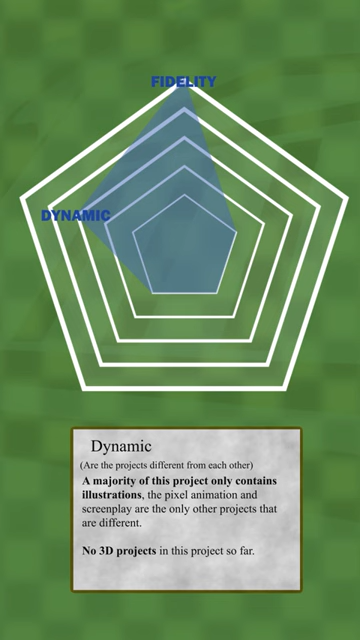 FIDELITY
DYNAMIC
Dynamic
(Are the projects different from each other)
A majority of this project only contains
illustrations, the pixel animation and
screenplay are the only other projects that
are different.
No 3D projects in this project so far.